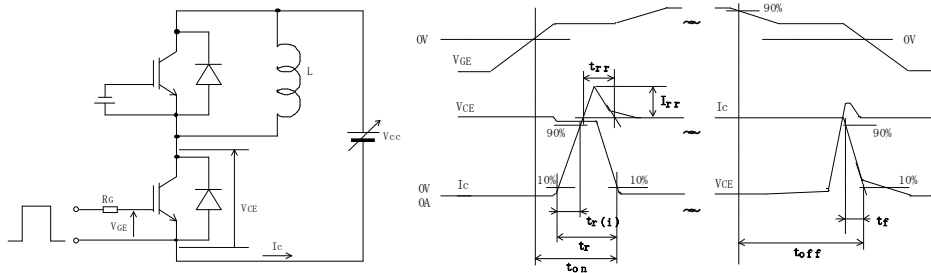 L
Vcc
RG
VGE
VCE
Ic
0V
VGE
trr
Irr
VCE
90%
0V
0A
Ic
10%
10%
tr(i)
tr
ton
90%
0V
Ic
90%
VCE
10%
tf
toff